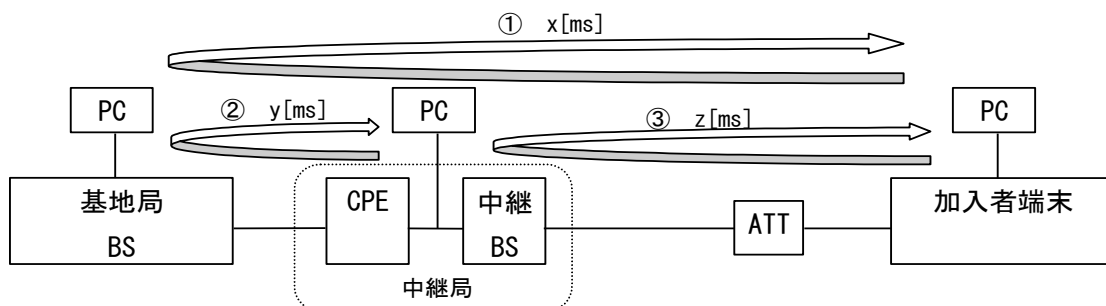 ① x[ms]
PC
② y[ms]
PC
③ z[ms]
PC
基地局
BS
CPE
中継
BS
ATT
加入者端末
中継局